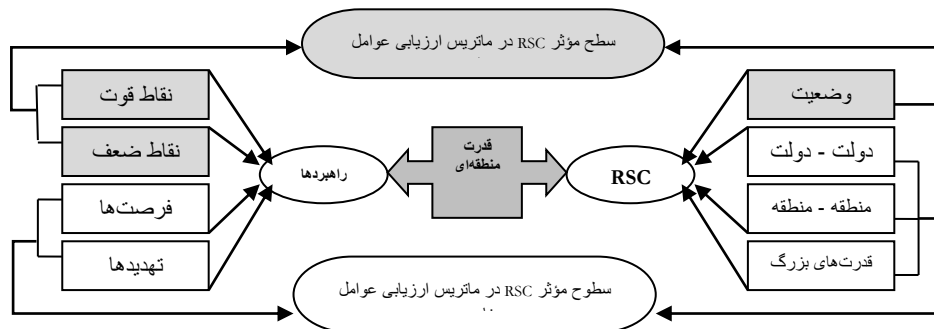 سطح مؤثر RSC در ماتریس ارزیابی عوامل
وضعیت
دولت - دولت
منطقه - منطقه
قدرت‌های بزرگ
RSC
قدرت
منطقه‌ای
راهبردها
نقاط قوت
نقاط ضعف
فرصت‌ها
تهدیدها
سطوح مؤثر RSC در ماتریس ارزیابی عوامل